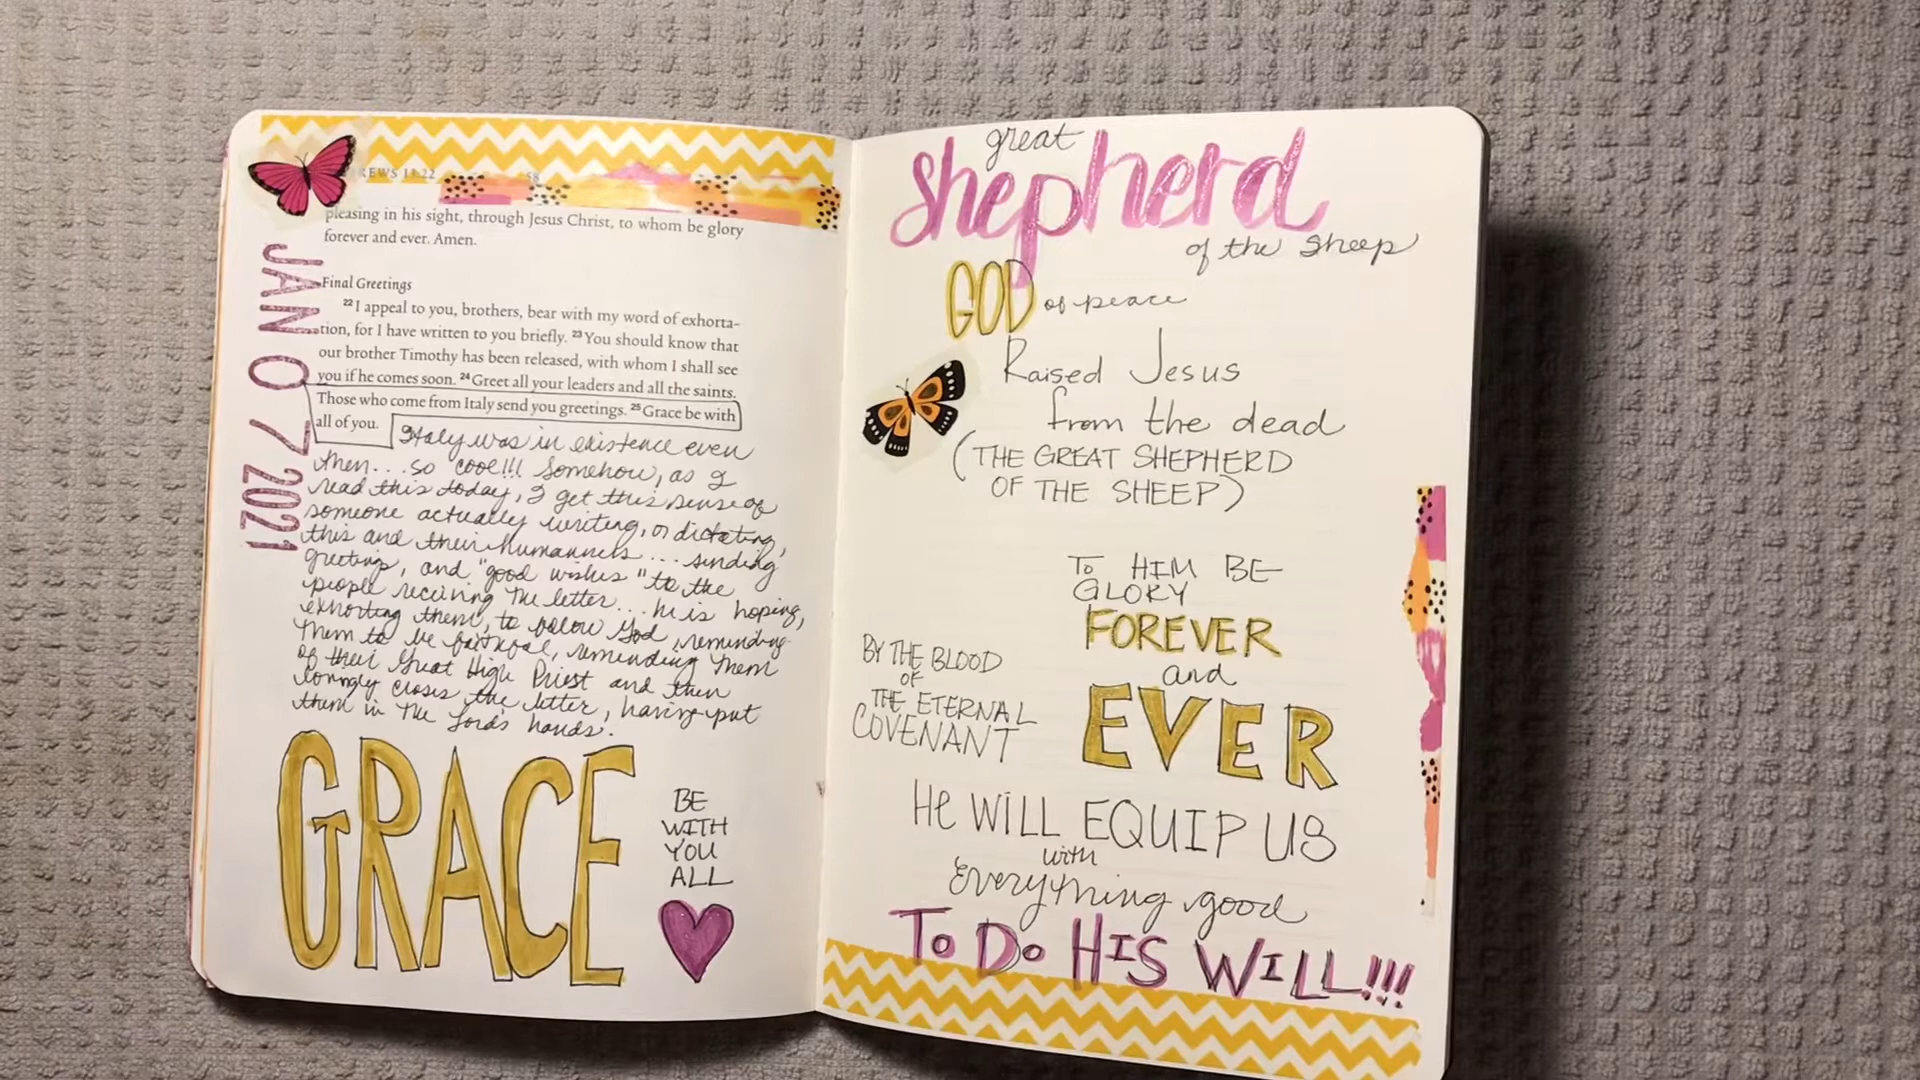 58
pleasing in his sight, through Jesus Christ, to whom be glory
forever and ever. Amen.
Final Greetings
22 I appeal to you, brothers, bear with my word of exhorta-
tion, for I have written to you briefly. 23 You should know that
our brother Timothy has been released, with whom I shall see
you if he comes soon. 24 Greet all your leaders and all the saints.
Those who come from Italy send you greetings. 25 Grace be with
all of you.
JAN 07 2021
Italy was in existence even
then... so cool!!! Somehow, as I
read this today, I get this sense of
someone actually writing, or dictating,
this and their humanness... sending
greetings, and "good wishes" to the
people receiving the letter... he is hoping,
exhorting them, to follow God, reminding
them to be faithful, reminding them
of their Great High Priest and then
lovingly closes the letter, having put
them in the Lord's hands.
GRACE
BE
WITH
YOU
ALL
great
shepherd
of the sheep
GOD of peace
Raised Jesus
from the dead
(THE GREAT SHEPHERD
OF THE SHEEP)
TO HIM BE
GLORY
FOREVER
and
EVER
BY THE BLOOD
OF
THE ETERNAL
COVENANT
HE WILL EQUIP US
with
Everything good
TO DO HIS WILL!!!